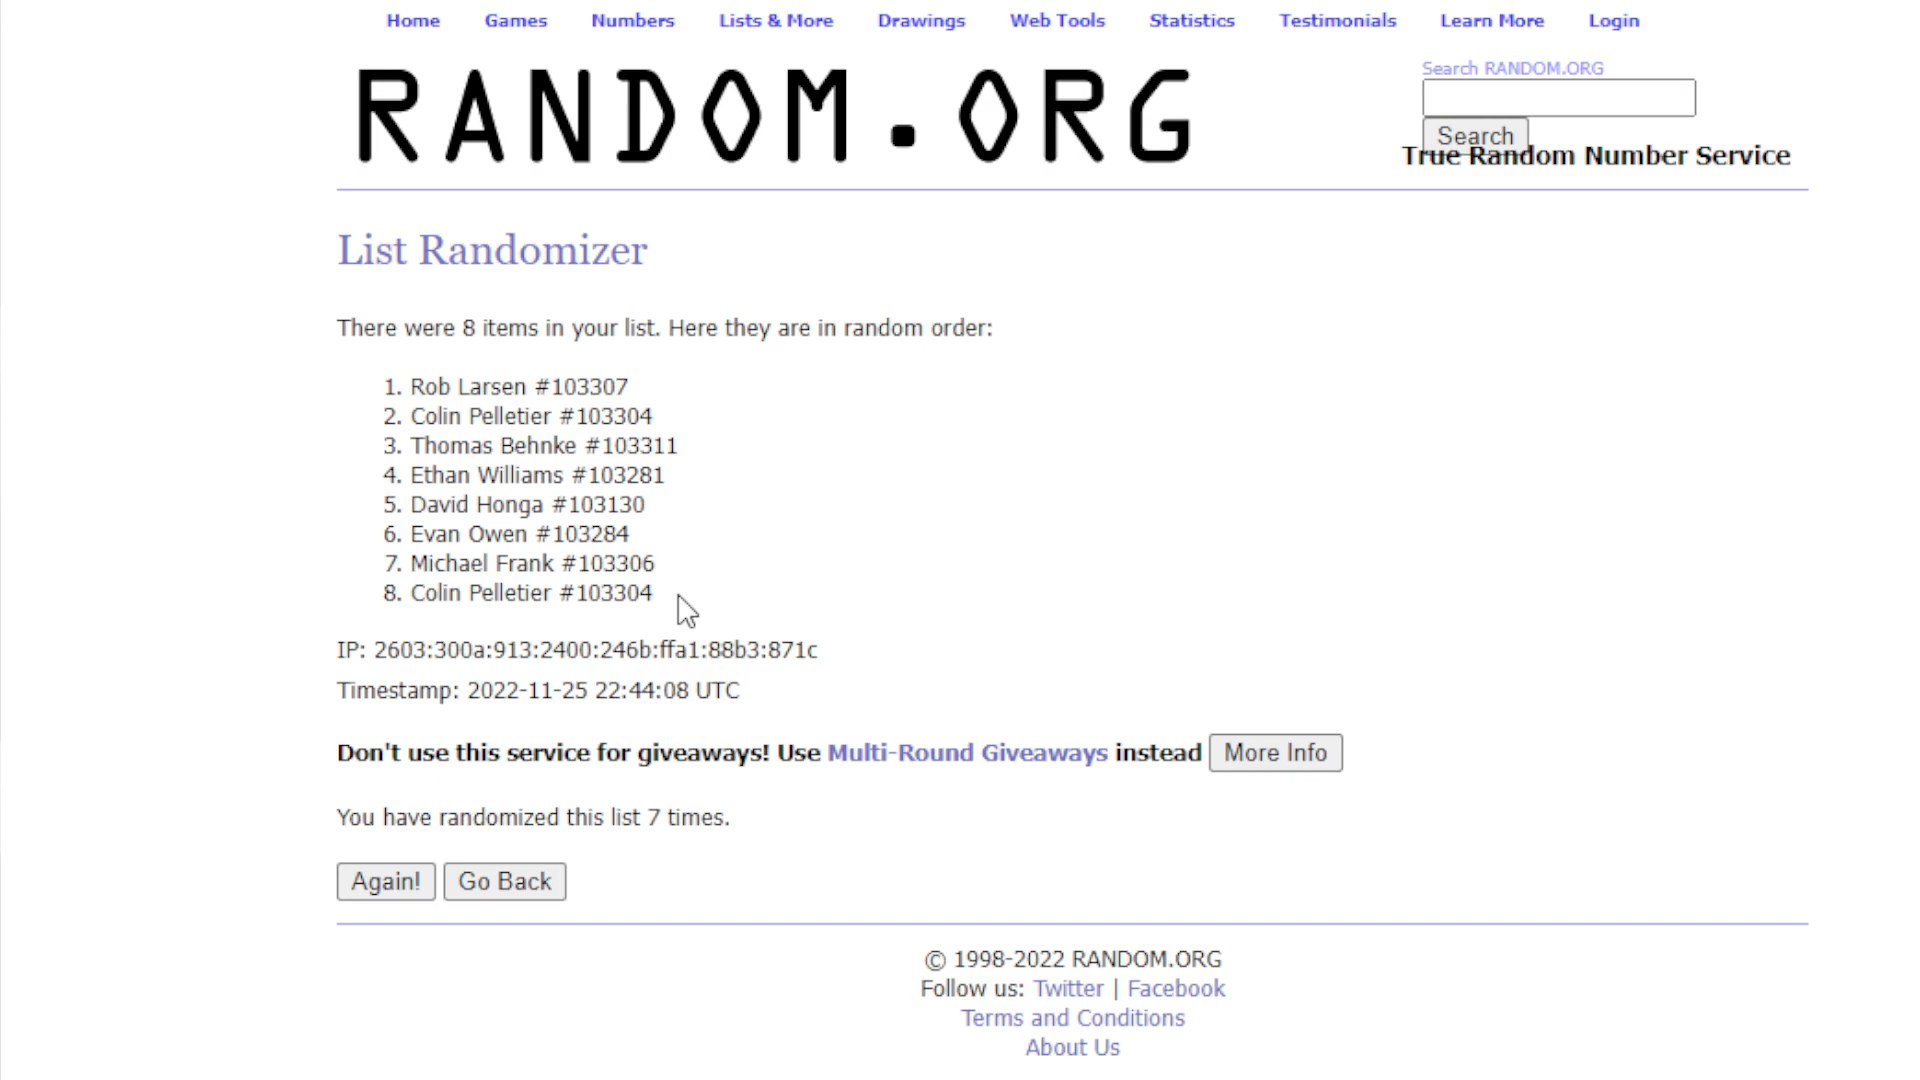 Home Games Numbers Lists & More Drawings Web Tools Statistics Testimonials Learn More Login
RANDOM.ORG
Search RANDOM.ORG
Search
True Random Number Service
List Randomizer
There were 8 items in your list. Here they are in random order:
1. Rob Larsen #103307
2. Colin Pelletier #103304
3. Thomas Behnke #103311
4. Ethan Williams #103281
5. David Honga #103130
6. Evan Owen #103284
7. Michael Frank #103306
8. Colin Pelletier #103304
IP: 2603:300a:913:2400:246b:ffa1:88b3:871c
Timestamp: 2022-11-25 22:44:08 UTC
Don't use this service for giveaways! Use Multi-Round Giveaways instead More Info
You have randomized this list 7 times.
Again! Go Back
© 1998-2022 RANDOM.ORG
Follow us: Twitter | Facebook
Terms and Conditions
About Us